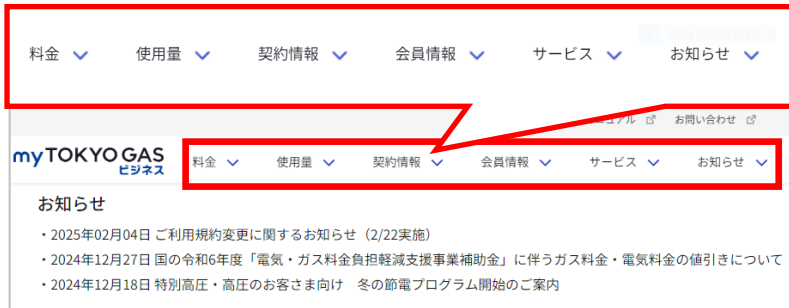 料金 使用量 契約情報 会員情報 サービス お知らせ
お問い合わせ
myTOKYO GAS
ビジネス
料金 使用量 契約情報 会員情報 サービス お知らせ
お知らせ
・2025年02月04日 ご利用規約変更に関するお知らせ（2/22実施）
・2024年12月27日 国の令和6年度「電気・ガス料金負担軽減支援事業補助金」に伴うガス料金・電気料金の値引きについて
・2024年12月18日 特別高圧・高圧のお客さま向け　冬の節電プログラム開始のご案内